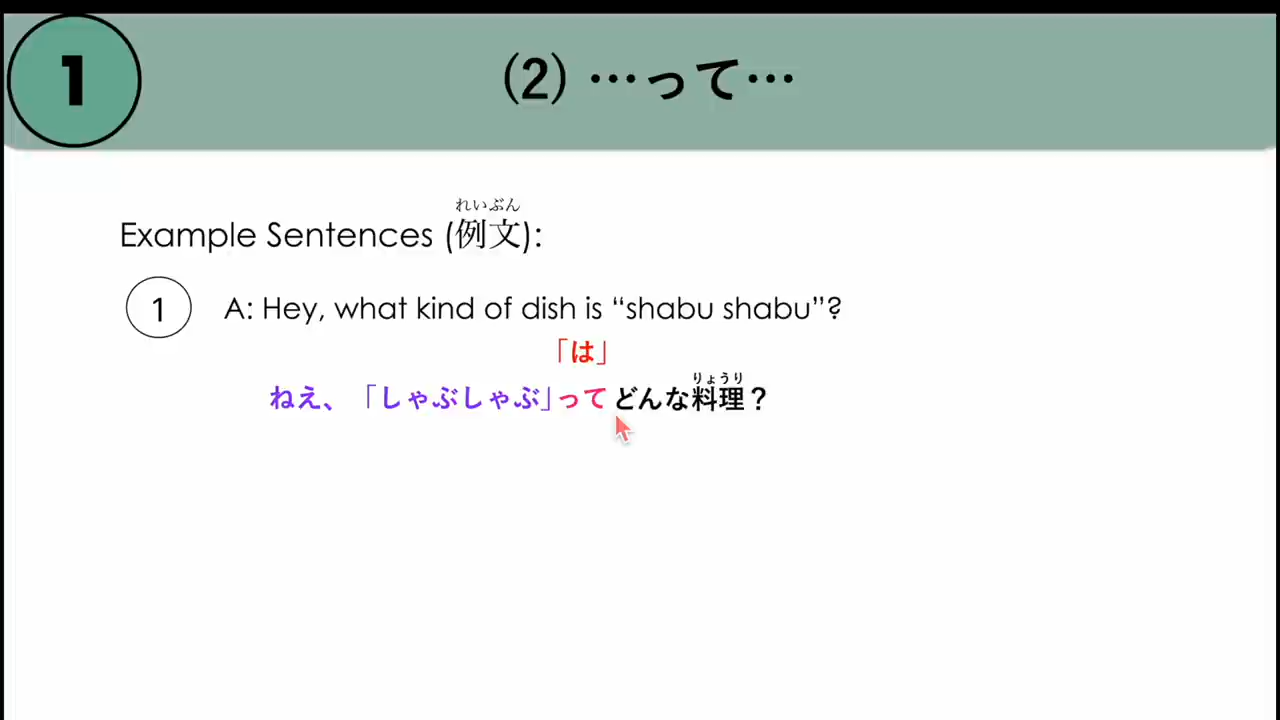 1
(2) …って…
れいぶん
Example Sentences (例文):
1
A: Hey, what kind of dish is “shabu shabu”?
「は」
りょうり
ねえ、「しゃぶしゃぶ」って どんな料理？